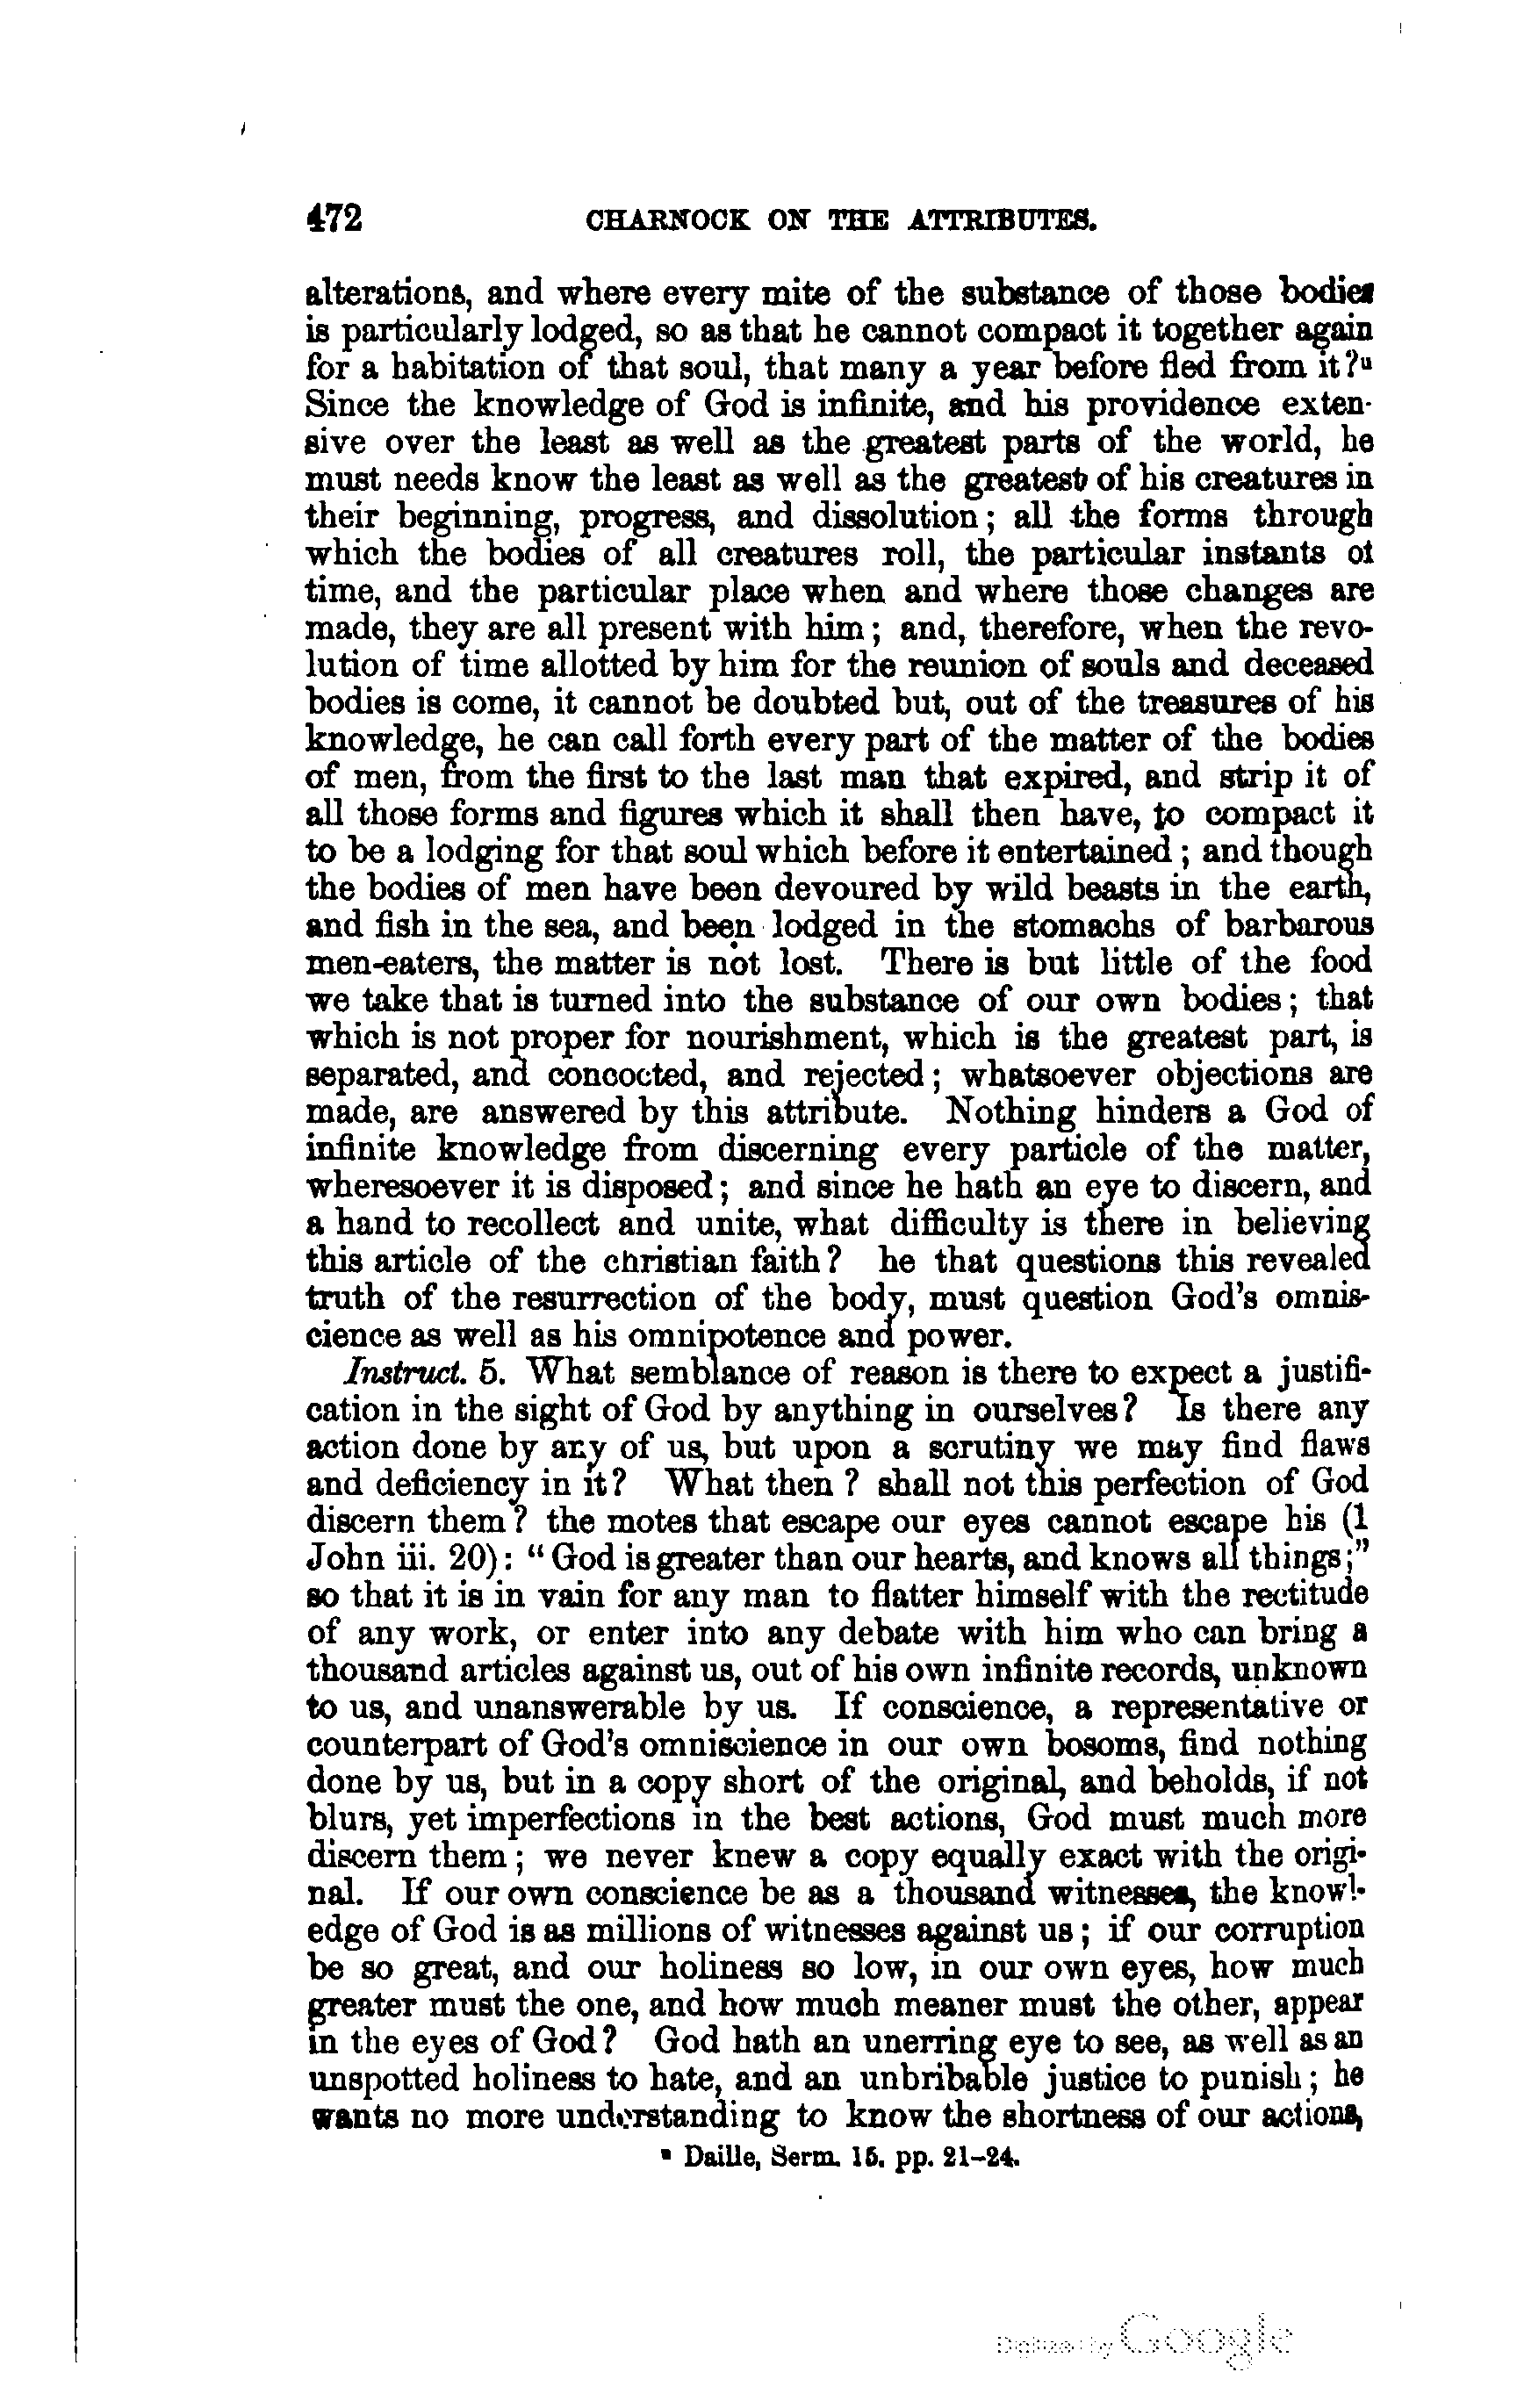 472 CHARNOCK ON THE ATTRIBUTES.
alterations, and where every mite of the substance of those bodies
is particularly lodged, so as that he cannot compact it together again
for a habitation of that soul, that many a year before fled from it?u
Since the knowledge of God is infinite, and his providence exten-
sive over the least as well as the greatest parts of the world, he
must needs know the least as well as the greatest of his creatures in
their beginning, progress, and dissolution; all the forms through
which the bodies of all creatures roll, the particular instants of
time, and the particular place when and where those changes are
made, they are all present with him; and, therefore, when the revo-
lution of time allotted by him for the reunion of souls and deceased
bodies is come, it cannot be doubted but, out of the treasures of his
knowledge, he can call forth every part of the matter of the bodies
of men, from the first to the last man that expired, and strip it of
all those forms and figures which it shall then have, to compact it
to be a lodging for that soul which before it entertained; and though
the bodies of men have been devoured by wild beasts in the earth,
and fish in the sea, and been lodged in the stomachs of barbarous
men-eaters, the matter is not lost. There is but little of the food
we take that is turned into the substance of our own bodies; that
which is not proper for nourishment, which is the greatest part, is
separated, and concocted, and rejected; whatsoever objections are
made, are answered by this attribute. Nothing hinders a God of
infinite knowledge from discerning every particle of the matter,
wheresoever it is disposed; and since he hath an eye to discern, and
a hand to recollect and unite, what difficulty is there in believing
this article of the christian faith? he that questions this revealed
truth of the resurrection of the body, must question God's omnis-
cience as well as his omnipotence and power.
Instruct. 5. What semblance of reason is there to expect a justifi-
cation in the sight of God by anything in ourselves? Is there any
action done by any of us, but upon a scrutiny we may find flaws
and deficiency in it? What then? shall not this perfection of God
discern them? the motes that escape our eyes cannot escape his (1
John iii. 20): "God is greater than our hearts, and knows all things;"
so that it is in vain for any man to flatter himself with the rectitude
of any work, or enter into any debate with him who can bring a
thousand articles against us, out of his own infinite records, unknown
to us, and unanswerable by us. If conscience, a representative or
counterpart of God's omniscience in our own bosoms, find nothing
done by us, but in a copy short of the original, and beholds, if not
blurs, yet imperfections in the best actions, God must much more
discern them; we never knew a copy equally exact with the origi-
nal. If our own conscience be as a thousand witnesses, the knowl-
edge of God is as millions of witnesses against us; if our corruption
be so great, and our holiness so low, in our own eyes, how much
greater must the one, and how much meaner must the other, appear
in the eyes of God? God hath an unerring eye to see, as well as an
unspotted holiness to hate, and an unbribable justice to punish; he
wants no more understanding to know the shortness of our actions,
u Daille, Serm. 15. pp. 21-24.
Digitized by Google